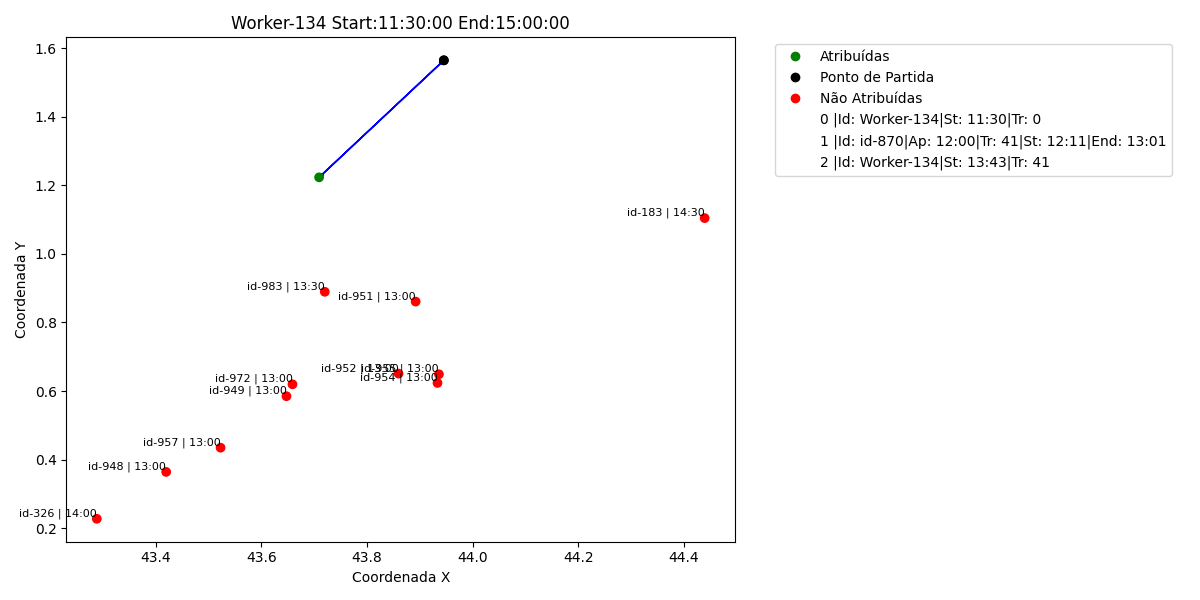 Worker-134 Start:11:30:00 End:15:00:00
Coordenada Y
1.6
1.4
1.2
1.0
0.8
0.6
0.4
0.2
id-183 | 14:30
id-983 | 13:30
id-951 | 13:00
id-952 | 13:00
id-954 | 13:00
id-972 | 13:00
id-949 | 13:00
id-957 | 13:00
id-948 | 13:00
id-326 | 14:00
43.4 43.6 43.8 44.0 44.2 44.4
Coordenada X
Atribuídas
Ponto de Partida
Não Atribuídas
0 |Id: Worker-134|St: 11:30|Tr: 0
1 |Id: id-870|Ap: 12:00|Tr: 41|St: 12:11|End: 13:01
2 |Id: Worker-134|St: 13:43|Tr: 41